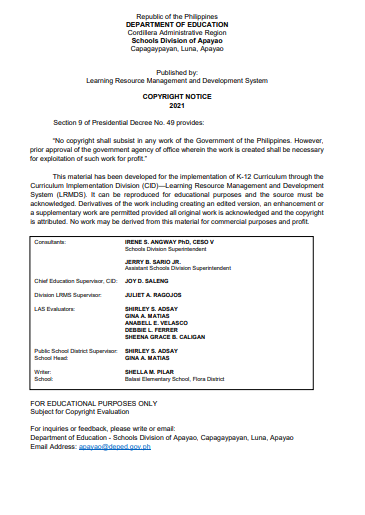 Republic of the Philippines
DEPARTMENT OF EDUCATION
Cordillera Administrative Region
Schools Division of Apayao
Capagaypayan, Luna, Apayao
Published by:
Learning Resource Management and Development System
COPYRIGHT NOTICE
2021
Section 9 of Presidential Decree No. 49 provides:
"No copyright shall subsist in any work of the Government of the Philippines. However,
prior approval of the government agency of office wherein the work is created shall be necessary
for exploitation of such work for profit."
This material has been developed for the implementation of K-12 Curriculum through the
Curriculum Implementation Division (CID)—Learning Resource Management and Development
System (LRMDS). It can be reproduced for educational purposes and the source must be
acknowledged. Derivatives of the work including creating an edited version, an enhancement or
a supplementary work are permitted provided all original work is acknowledged and the copyright
is attributed. No work may be derived from this material for commercial purposes and profit.
Consultants: IRENE S. ANGWAY PhD, CESO V
Schools Division Superintendent
JERRY B. SARIO JR.
Assistant Schools Division Superintendent
Chief Education Supervisor, CID: JOY D. SALENG
Division LRMS Supervisor: JULIET A. RAGOJOS
LAS Evaluators: SHIRLEY S. ADSAY
GINA A. MATIAS
ANABELL E. VELASCO
DEBBIE L. FERRER
SHEENA GRACE B. CALIGAN
Public School District Supervisor: SHIRLEY S. ADSAY
School Head: GINA A. MATIAS
Writer: SHELLA M. PILAR
School: Balasi Elementary School, Flora District
FOR EDUCATIONAL PURPOSES ONLY
Subject for Copyright Evaluation
For inquiries or feedback, please write or email:
Department of Education - Schools Division of Apayao, Capagaypayan, Luna, Apayao
Email Address: apayao@deped.gov.ph